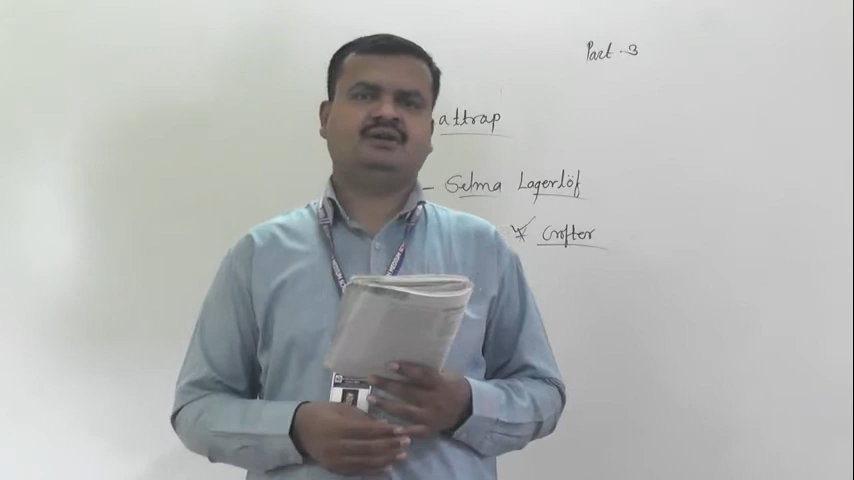 Part-3
attrap
- Selma Lagerlöf
* Crofter